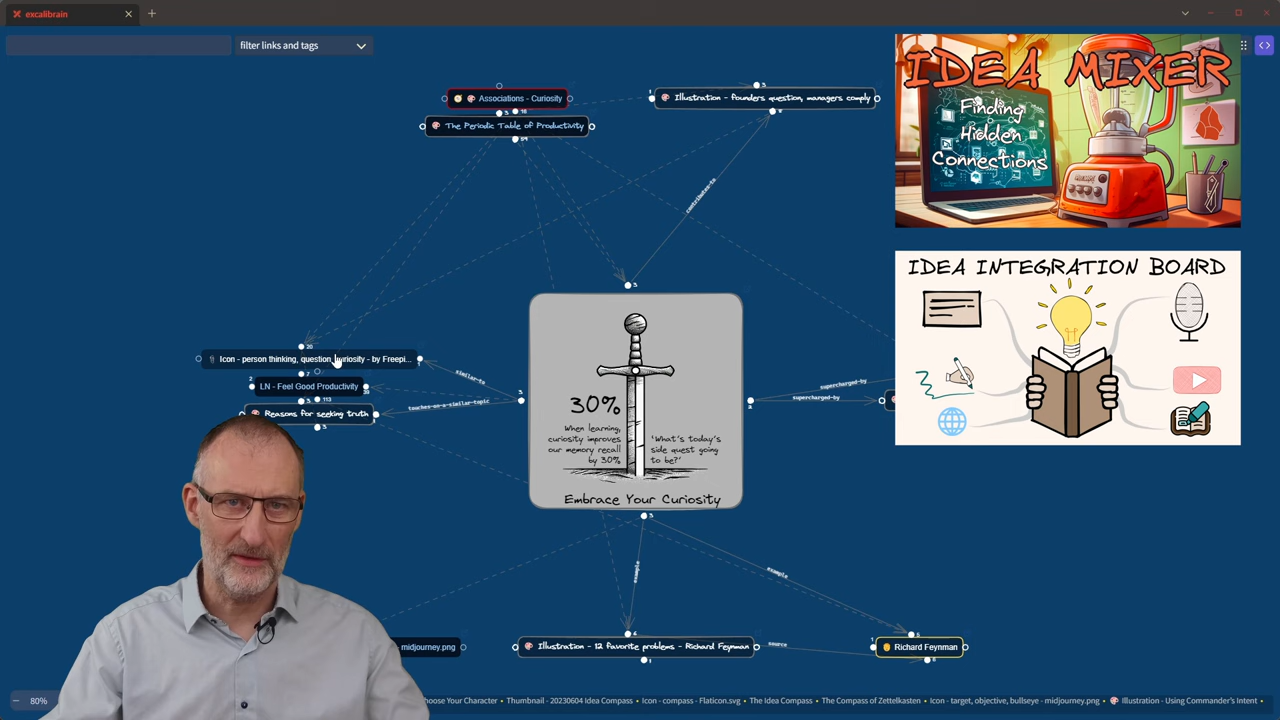 excalibrain
filter links and tags
Associations - Curiosity
The Periodic Table of Productivity
Illustration - founders question, managers comply
IDEA MIXER
Finding
Hidden
Connections
contributes-to
IDEA INTEGRATION BOARD
Icon - person thinking, question, curiosity - by Freepi...
LN - Feel Good Productivity
Reasons for seeking truth
similar-to
touches-on-a-similar-topic
supercharged-by
supercharged-by
30%
When learning,
curiosity improves
our memory recall
by 30%
'What's today's
side quest going
to be?'
Embrace Your Curiosity
example
example
midjourney.png
Illustration - 12 favorite problems - Richard Feynman
source
Richard Feynman
80%
Choose Your Character • Thumbnail - 20230604 Idea Compass • Icon - compass - Flaticon.svg • The Idea Compass • The Compass of Zettelkasten • Icon - target, objective, bullseye - midjourney.png • Illustration - Using Commander's Intent •